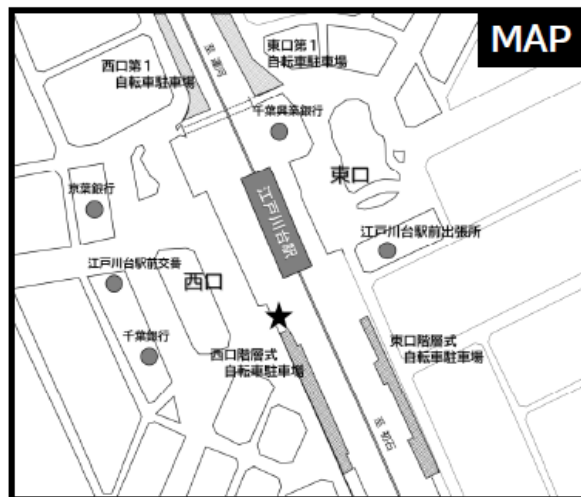 MAP
西口第1
自転車駐車場
至 運河
東口第1
自転車駐車場
千葉興業銀行
東口
京葉銀行
江戸川台駅
江戸川台駅前出張所
江戸川台駅前交番
西口
千葉銀行
★
西口階層式
自転車駐車場
東口階層式
自転車駐車場
至 初石